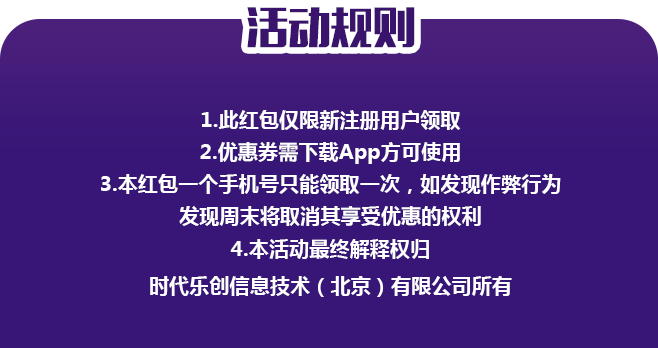 活动规则
1.此红包仅限新注册用户领取
2.优惠券需下载App方可使用
3.本红包一个手机号只能领取一次，如发现作弊行为
发现周末将取消其享受优惠的权利
4.本活动最终解释权归
时代乐创信息技术（北京）有限公司所有